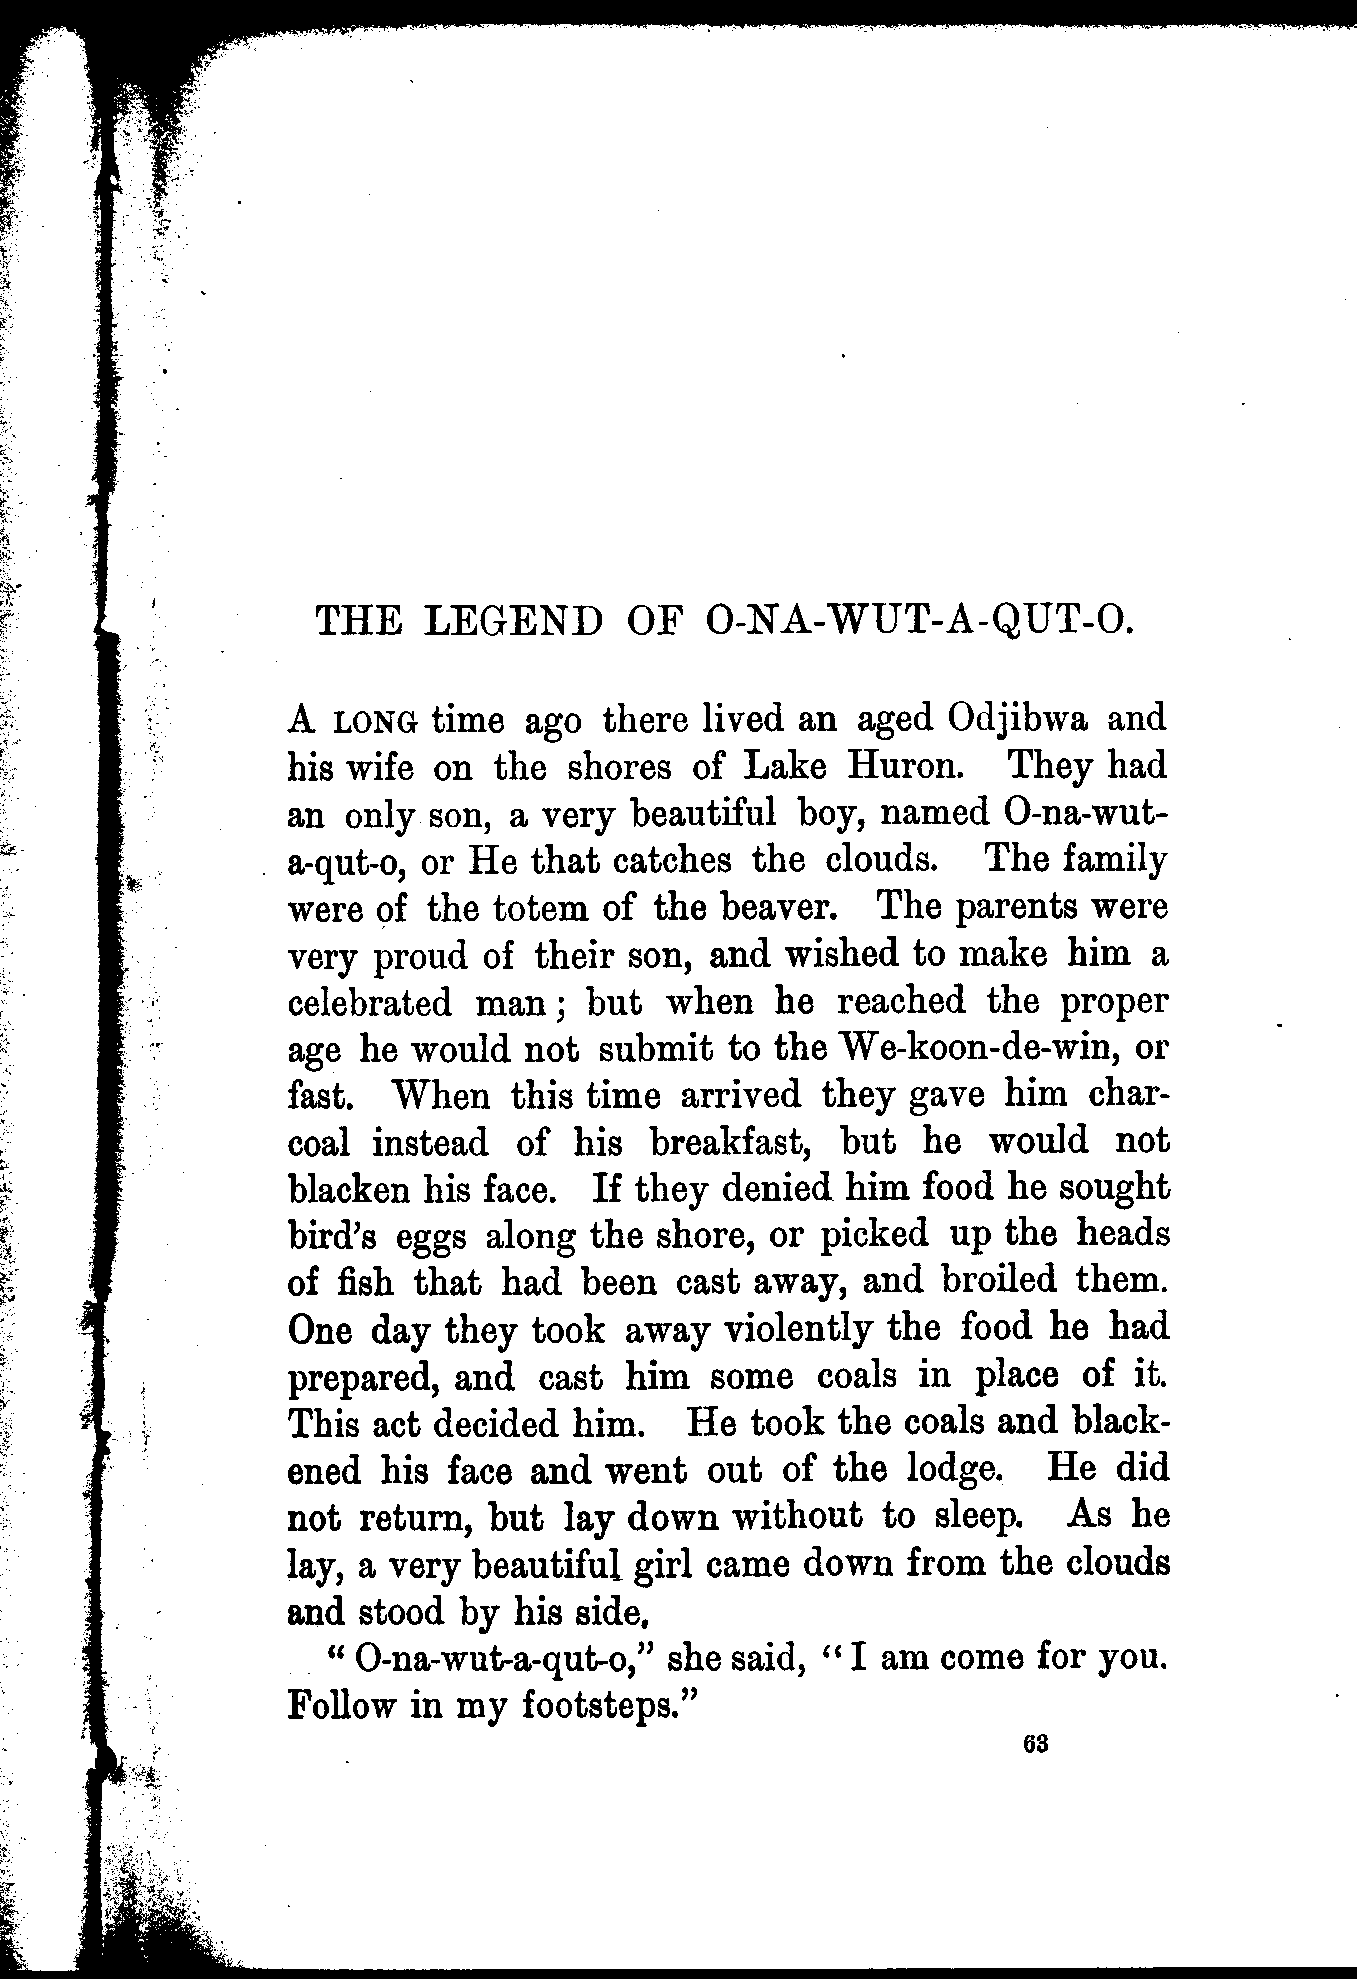 THE LEGEND OF O-NA-WUT-A-QUT-O.
A LONG time ago there lived an aged Odjibwa and
his wife on the shores of Lake Huron. They had
an only son, a very beautiful boy, named O-na-wut-
a-qut-o, or He that catches the clouds. The family
were of the totem of the beaver. The parents were
very proud of their son, and wished to make him a
celebrated man; but when he reached the proper
age he would not submit to the We-koon-de-win, or
fast. When this time arrived they gave him char-
coal instead of his breakfast, but he would not
blacken his face. If they denied him food he sought
bird's eggs along the shore, or picked up the heads
of fish that had been cast away, and broiled them.
One day they took away violently the food he had
prepared, and cast him some coals in place of it.
This act decided him. He took the coals and black-
ened his face and went out of the lodge. He did
not return, but lay down without to sleep. As he
lay, a very beautiful girl came down from the clouds
and stood by his side.
"O-na-wut-a-qut-o," she said, "I am come for you.
Follow in my footsteps."
63